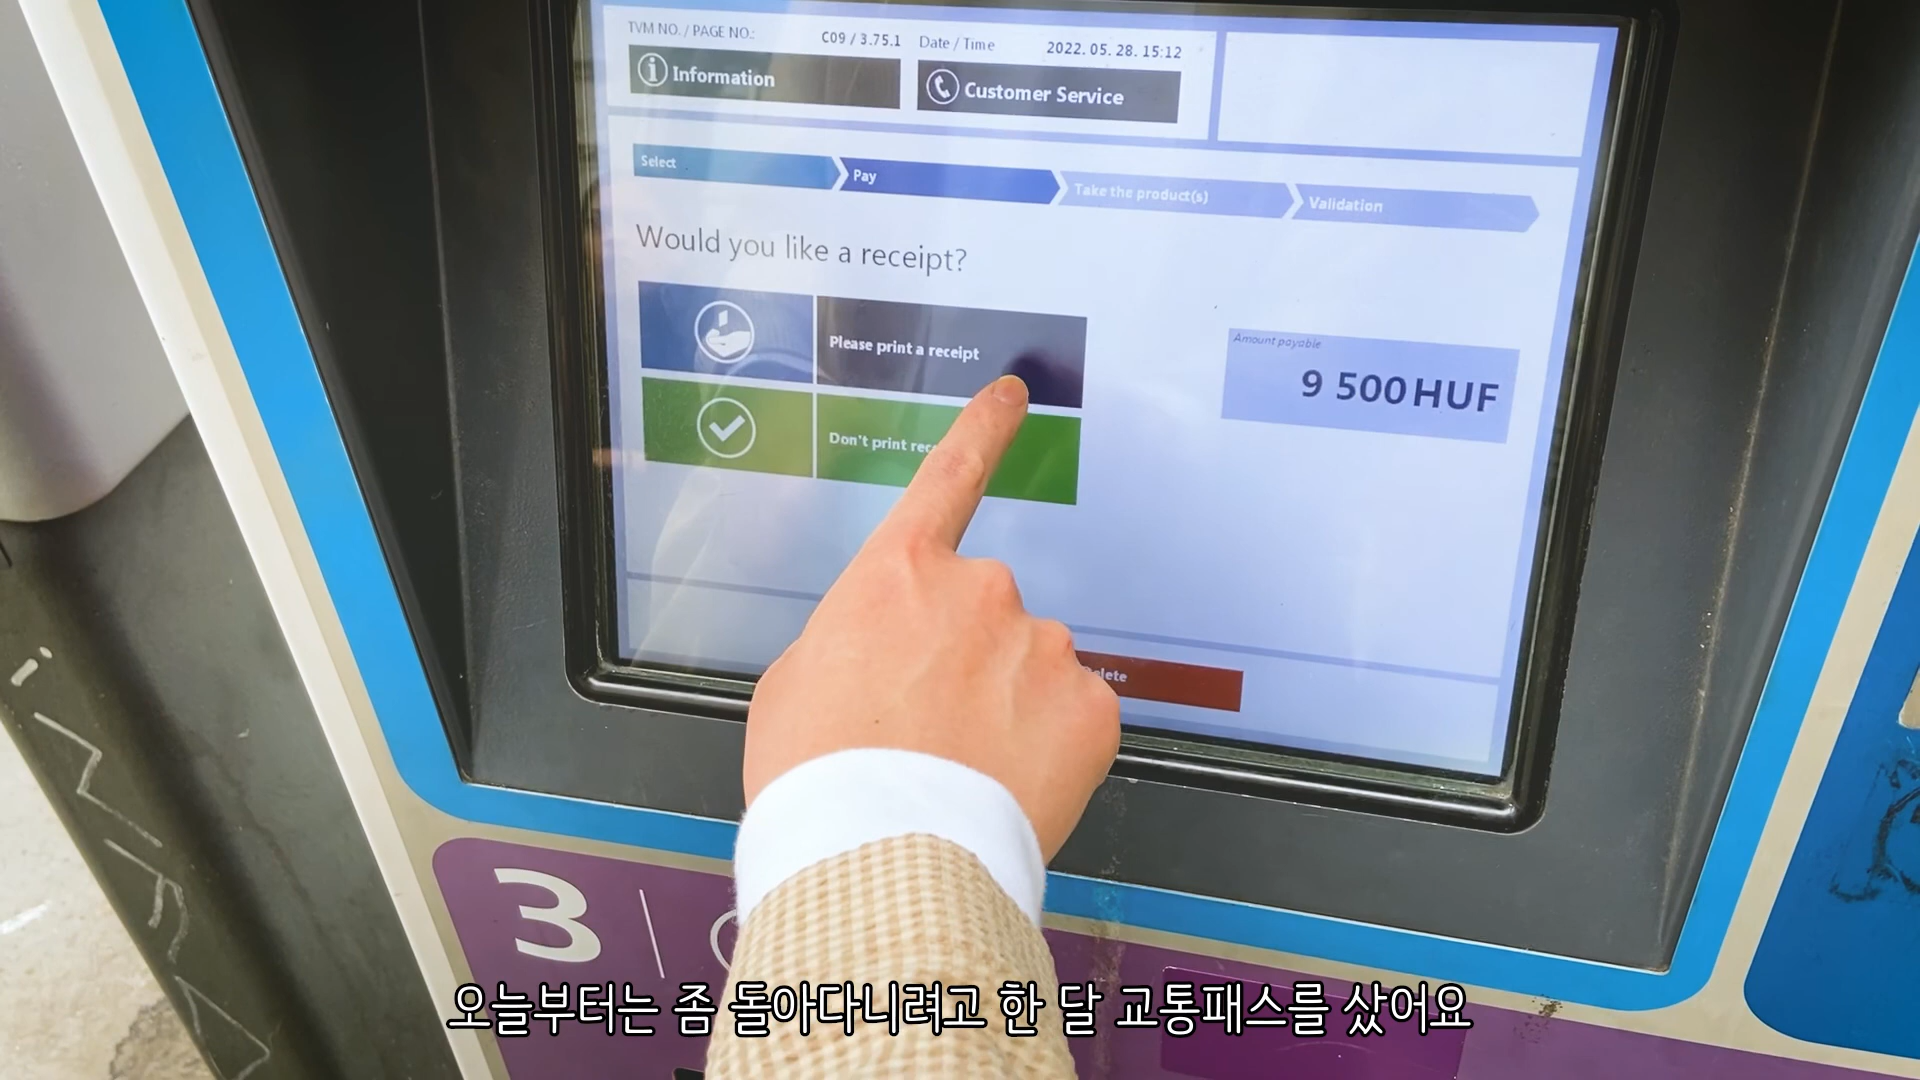 TVM NO. / PAGE NO.: C09 / 3.75.1 Date / Time 2022. 05. 28. 15:12
Information
Customer Service
Select Pay Take the product(s) Validation
Would you like a receipt?
Please print a receipt
Don't print rec
Amount payable
9 500 HUF
elete
3
오늘부터는 좀 돌아다니려고 한 달 교통패스를 샀어요